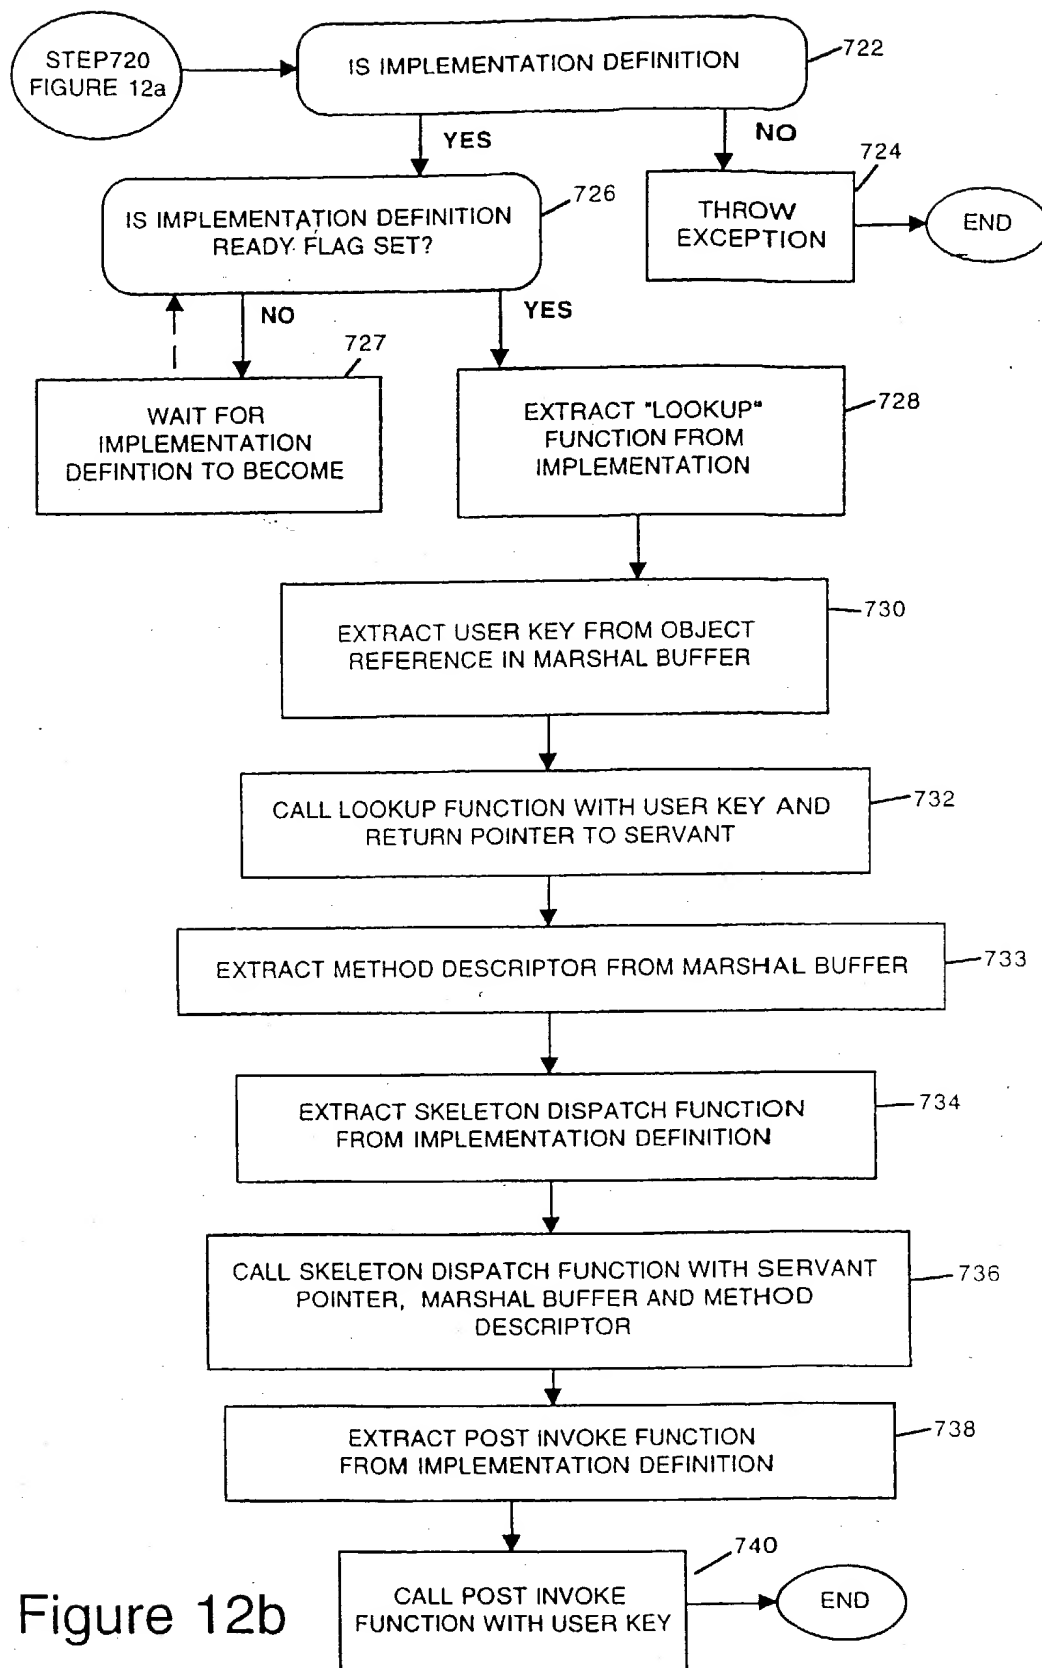 STEP720
FIGURE 12a
IS IMPLEMENTATION DEFINITION
722
YES
NO
724
THROW
EXCEPTION
END
IS IMPLEMENTATION DEFINITION
READY FLAG SET?
726
NO
YES
727
WAIT FOR
IMPLEMENTATION
DEFINTION TO BECOME
EXTRACT "LOOKUP"
FUNCTION FROM
IMPLEMENTATION
728
EXTRACT USER KEY FROM OBJECT
REFERENCE IN MARSHAL BUFFER
730
CALL LOOKUP FUNCTION WITH USER KEY AND
RETURN POINTER TO SERVANT
732
EXTRACT METHOD DESCRIPTOR FROM MARSHAL BUFFER
733
EXTRACT SKELETON DISPATCH FUNCTION
FROM IMPLEMENTATION DEFINITION
734
CALL SKELETON DISPATCH FUNCTION WITH SERVANT
POINTER, MARSHAL BUFFER AND METHOD
DESCRIPTOR
736
EXTRACT POST INVOKE FUNCTION
FROM IMPLEMENTATION DEFINITION
738
740
CALL POST INVOKE
FUNCTION WITH USER KEY
END
Figure 12b